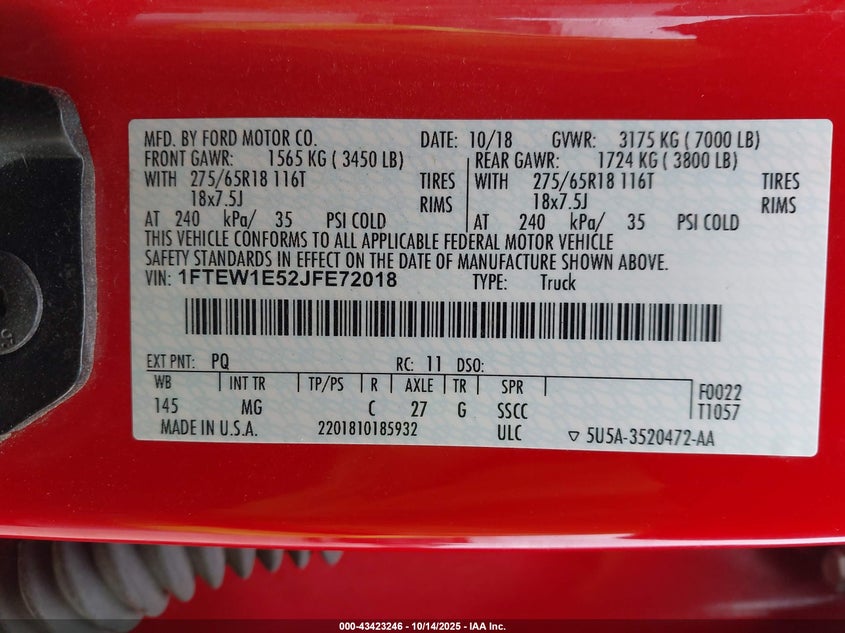 MFD. BY FORD MOTOR CO. DATE: 10/18 GVWR: 3175 KG ( 7000 LB)
FRONT GAWR: 1565 KG ( 3450 LB) REAR GAWR: 1724 KG ( 3800 LB)
WITH 275/65R18 116T TIRES WITH 275/65R18 116T TIRES
18x7.5J RIMS 18x7.5J RIMS
AT 240 kPa/ 35 PSI COLD AT 240 kPa/ 35 PSI COLD
THIS VEHICLE CONFORMS TO ALL APPLICABLE FEDERAL MOTOR VEHICLE
SAFETY STANDARDS IN EFFECT ON THE DATE OF MANUFACTURE SHOWN ABOVE.
VIN: 1FTEW1E52JFE72018 TYPE: Truck
EXT PNT: PQ RC: 11 DSO:
WB INT TR TP/PS R AXLE TR SPR F0022
145 MG C 27 G SSCC T1057
MADE IN U.S.A. 2201810185932 ULC ▽ 5U5A-3520472-AA
000-43423246 - 10/14/2025 - IAA Inc.